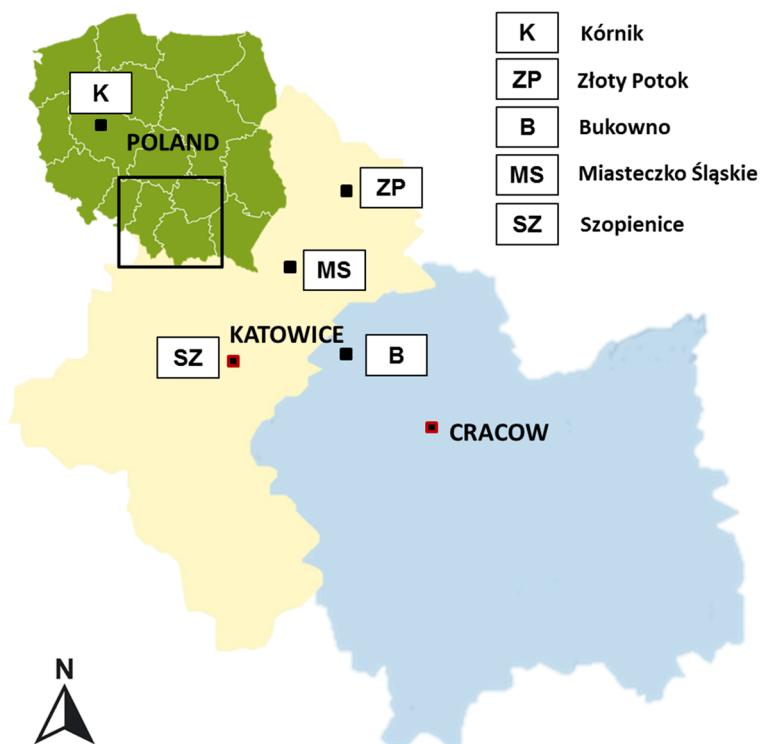 K
POLAND
ZP
MS
KATOWICE
SZ
B
CRACOW
N
K Kórnik
ZP Złoty Potok
B Bukowno
MS Miasteczko Śląskie
SZ Szopienice